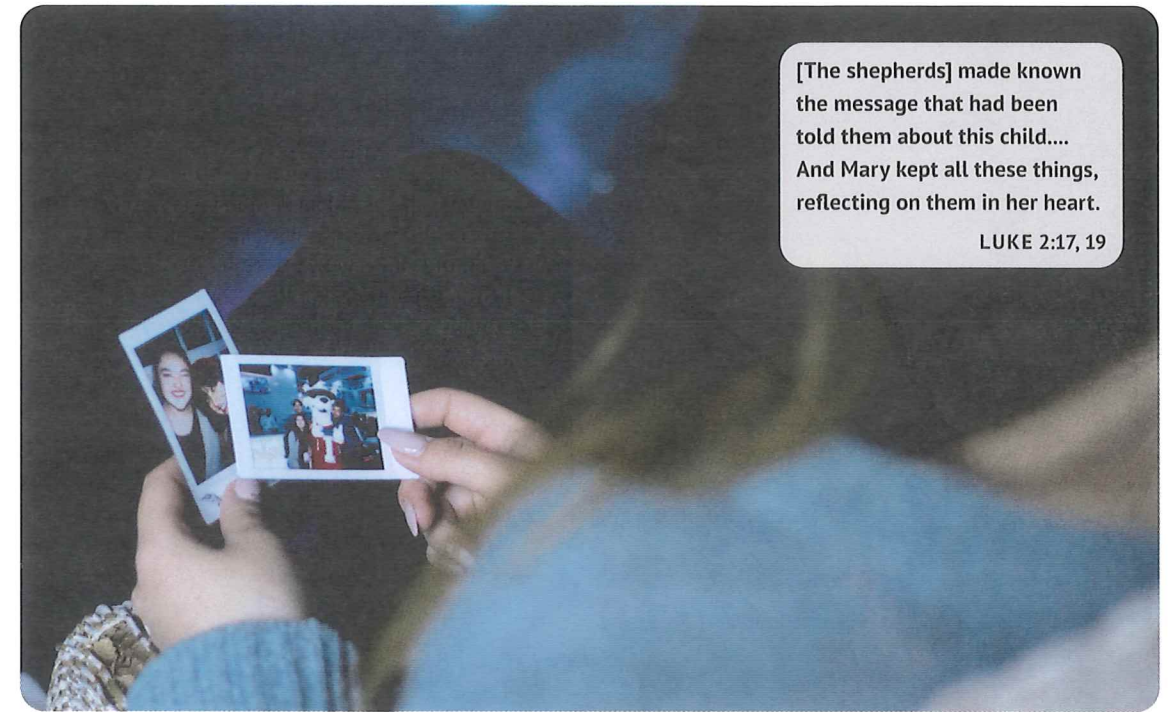 [The shepherds] made known
the message that had been
told them about this child....
And Mary kept all these things,
reflecting on them in her heart.
LUKE 2:17, 19